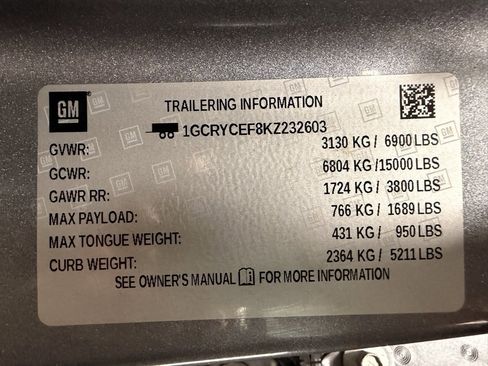 GM
TRAILERING INFORMATION
1GCRYCEF8KZ232603
GVWR: 3130 KG / 6900 LBS
GCWR: 6804 KG /15000 LBS
GAWR RR: 1724 KG / 3800 LBS
MAX PAYLOAD: 766 KG / 1689 LBS
MAX TONGUE WEIGHT: 431 KG / 950 LBS
CURB WEIGHT: 2364 KG / 5211 LBS
SEE OWNER'S MANUAL FOR MORE INFORMATION